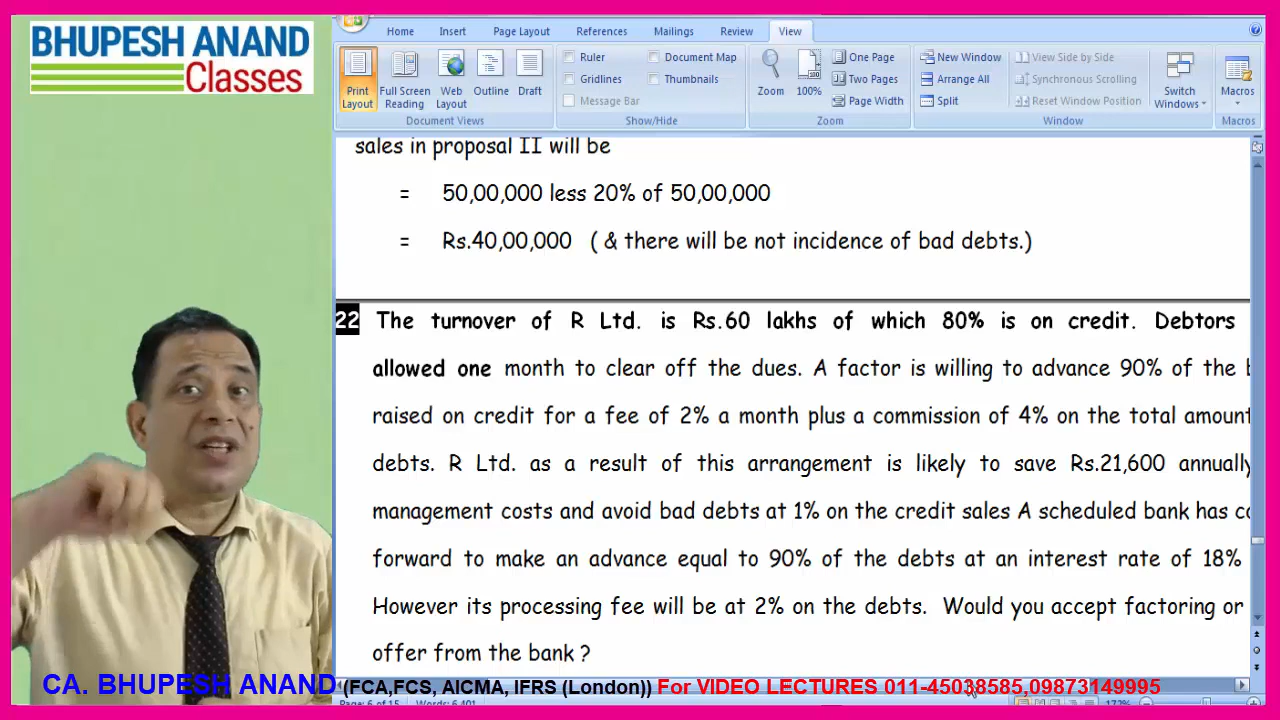 BHUPESH ANAND
Classes
Home Insert Page Layout References Mailings Review View
Print Layout Full Screen Reading Web Layout Outline Draft
Document Views
Ruler Document Map
Gridlines Thumbnails
Message Bar
Show/Hide
Zoom 100% One Page
Two Pages
Page Width
Zoom
New Window View Side by Side
Arrange All Synchronous Scrolling
Split Reset Window Position
Switch Windows
Window
Macros
Macros
sales in proposal II will be
= 50,00,000 less 20% of 50,00,000
= Rs.40,00,000 ( & there will be not incidence of bad debts.)
22 The turnover of R Ltd. is Rs.60 lakhs of which 80% is on credit. Debtors
allowed one month to clear off the dues. A factor is willing to advance 90% of the
raised on credit for a fee of 2% a month plus a commission of 4% on the total amount
debts. R Ltd. as a result of this arrangement is likely to save Rs.21,600 annually
management costs and avoid bad debts at 1% on the credit sales A scheduled bank has
forward to make an advance equal to 90% of the debts at an interest rate of 18%
However its processing fee will be at 2% on the debts. Would you accept factoring or
offer from the bank ?
CA. BHUPESH ANAND (FCA,FCS, AICMA, IFRS (London)) For VIDEO LECTURES 011-45038585,09873149995
Page: 6 of 15 Words: 6,401 172%